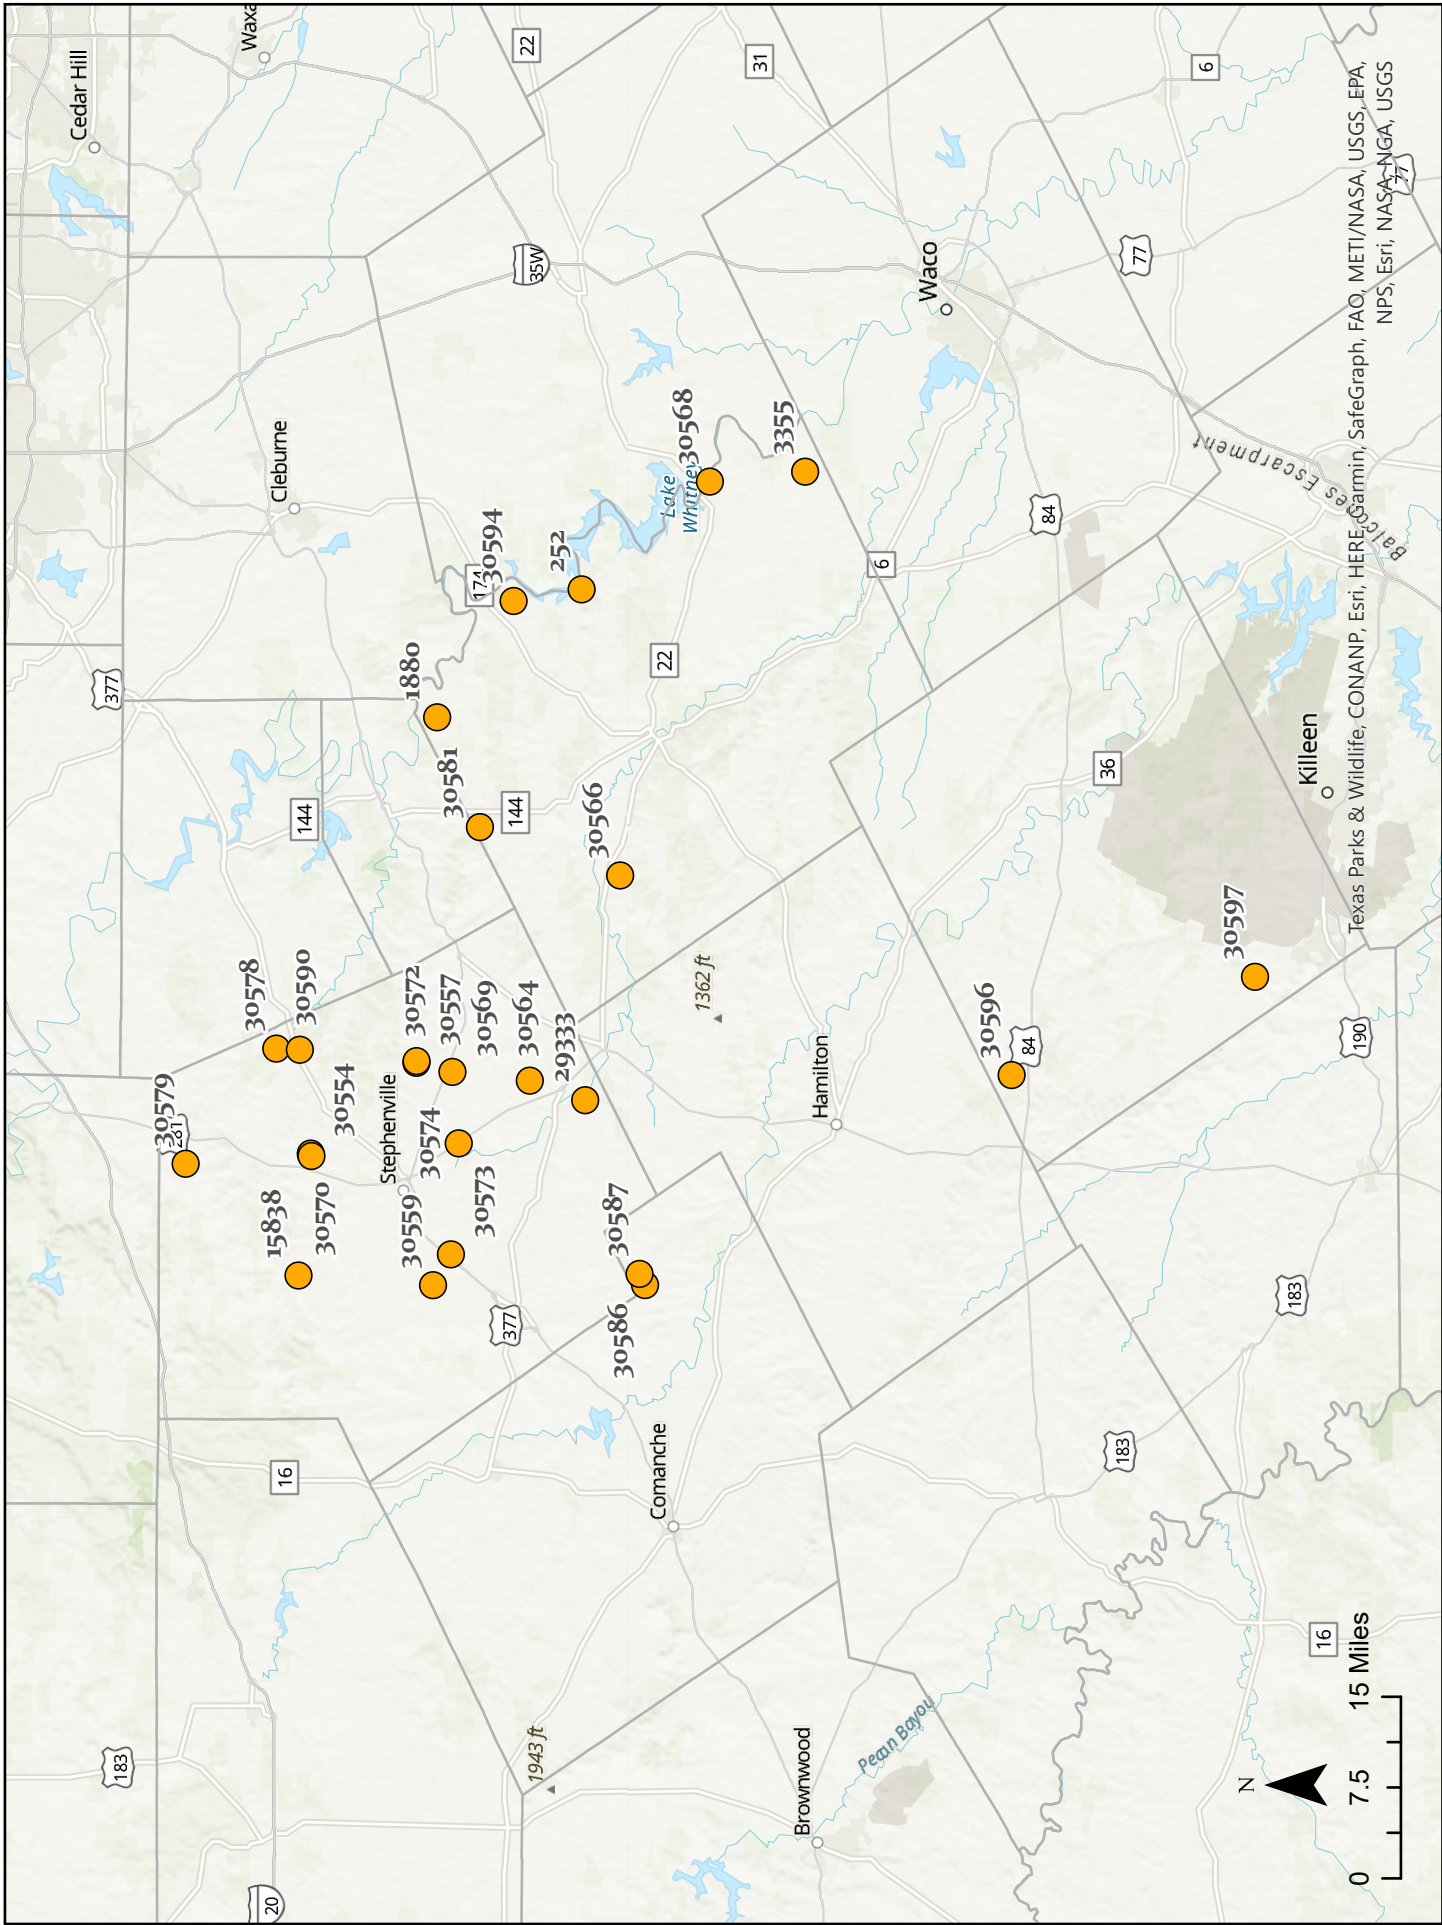 183
20
16
281
30579
377
Cedar Hill
Waxa
15838
30570
30554
30578
30590
144
Cleburne
22
31
6
Stephenville
30559
30574
30573
30572
30557
30569
30564
29333
30581
1880
144
174
30594
252
35W
377
1943 ft
30586
30587
30566
22
Lake
Whitney
30568
3355
Comanche
1362 ft
Hamilton
6
Waco
Brownwood
Pecan Bayou
183
30596
84
84
36
77
183
30597
Killeen
190
Balcones Escarpment
77
16
N
0 7.5 15 Miles
Texas Parks & Wildlife, CONANP, Esri, HERE, Garmin, SafeGraph, FAO, METI/NASA, USGS, EPA,
NPS, Esri, NASA, NGA, USGS